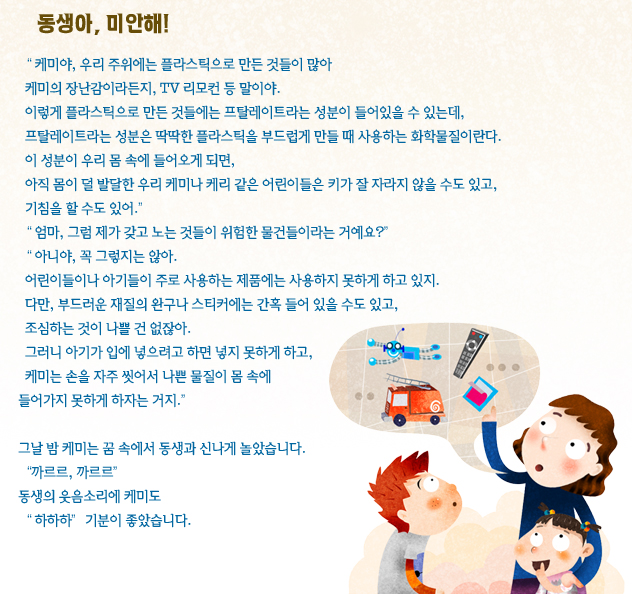 동생아, 미안해!
“ 케미야, 우리 주위에는 플라스틱으로 만든 것들이 많아
케미의 장난감이라든지, TV 리모컨 등 말이야.
이렇게 플라스틱으로 만든 것들에는 프탈레이트라는 성분이 들어있을 수 있는데,
프탈레이트라는 성분은 딱딱한 플라스틱을 부드럽게 만들 때 사용하는 화학물질이란다.
이 성분이 우리 몸 속에 들어오게 되면,
아직 몸이 덜 발달한 우리 케미나 케리 같은 어린이들은 키가 잘 자라지 않을 수도 있고,
기침을 할 수도 있어.”
“ 엄마, 그럼 제가 갖고 노는 것들이 위험한 물건들이라는 거예요?”
“ 아니야, 꼭 그렇지는 않아.
어린이들이나 아기들이 주로 사용하는 제품에는 사용하지 못하게 하고 있지.
다만, 부드러운 재질의 완구나 스티커에는 간혹 들어 있을 수도 있고,
조심하는 것이 나쁠 건 없잖아.
그러니 아기가 입에 넣으려고 하면 넣지 못하게 하고,
케미는 손을 자주 씻어서 나쁜 물질이 몸 속에
들어가지 못하게 하자는 거지.”
그날 밤 케미는 꿈 속에서 동생과 신나게 놀았습니다.
“까르르, 까르르”
동생의 웃음소리에 케미도
“ 하하하” 기분이 좋았습니다.